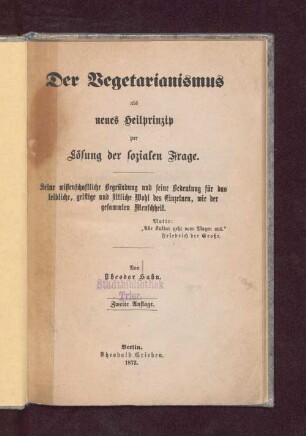 Der Vegetarianismus
als
neues Heilprinzip
zur
Lösung der sozialen Frage.
Seine wissenschaftliche Begründung und seine Bedeutung für das
leibliche, geistige und sittliche Wohl des Einzelnen, wie der
gesammten Menschheit.
Motto:
„Alle Kultur geht vom Magen aus.“
Friedrich der Große.
Von
Theodor Hahn.
Stadtbibliothek
Trier.
Zweite Auflage.
Berlin.
Theobald Grieben.
1872.